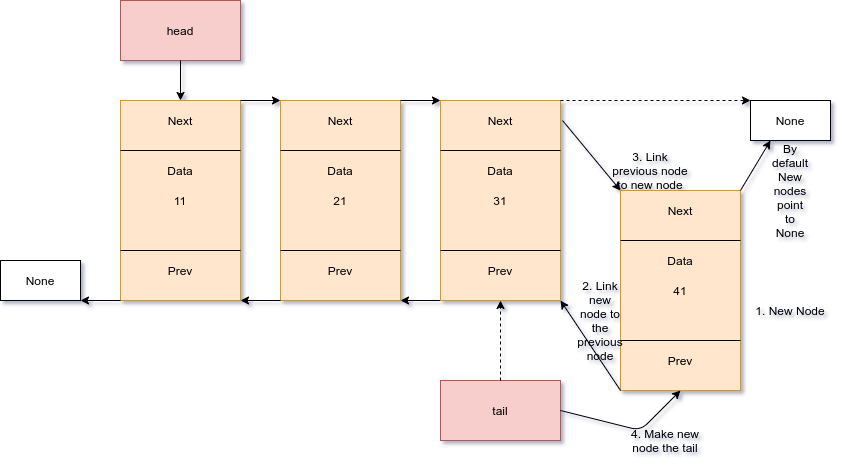 head
Next
Next
Next
None
Data
Data
Data
11
21
31
Prev
Prev
Prev
None
3. Link
previous node
to new node
By
default
New
nodes
point
to
None
Next
Data
41
Prev
1. New Node
2. Link
new
node to
the
previous
node
tail
4. Make new
node the tail